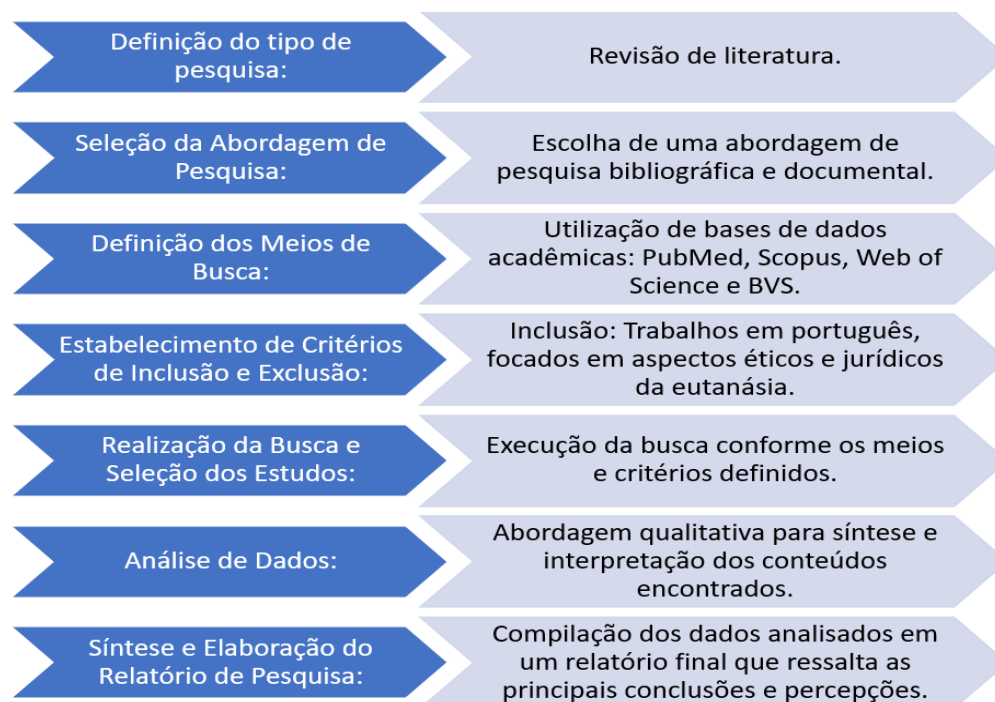 Definição do tipo de
pesquisa:
Revisão de literatura.
Seleção da Abordagem de
Pesquisa:
Escolha de uma abordagem de
pesquisa bibliográfica e documental.
Definição dos Meios de
Busca:
Utilização de bases de dados
acadêmicas: PubMed, Scopus, Web of
Science e BVS.
Estabelecimento de Critérios
de Inclusão e Exclusão:
Inclusão: Trabalhos em português,
focados em aspectos éticos e jurídicos
da eutanásia.
Realização da Busca e
Seleção dos Estudos:
Execução da busca conforme os meios
e critérios definidos.
Análise de Dados:
Abordagem qualitativa para síntese e
interpretação dos conteúdos
encontrados.
Síntese e Elaboração do
Relatório de Pesquisa:
Compilação dos dados analisados em
um relatório final que ressalta as
principais conclusões e percepções.